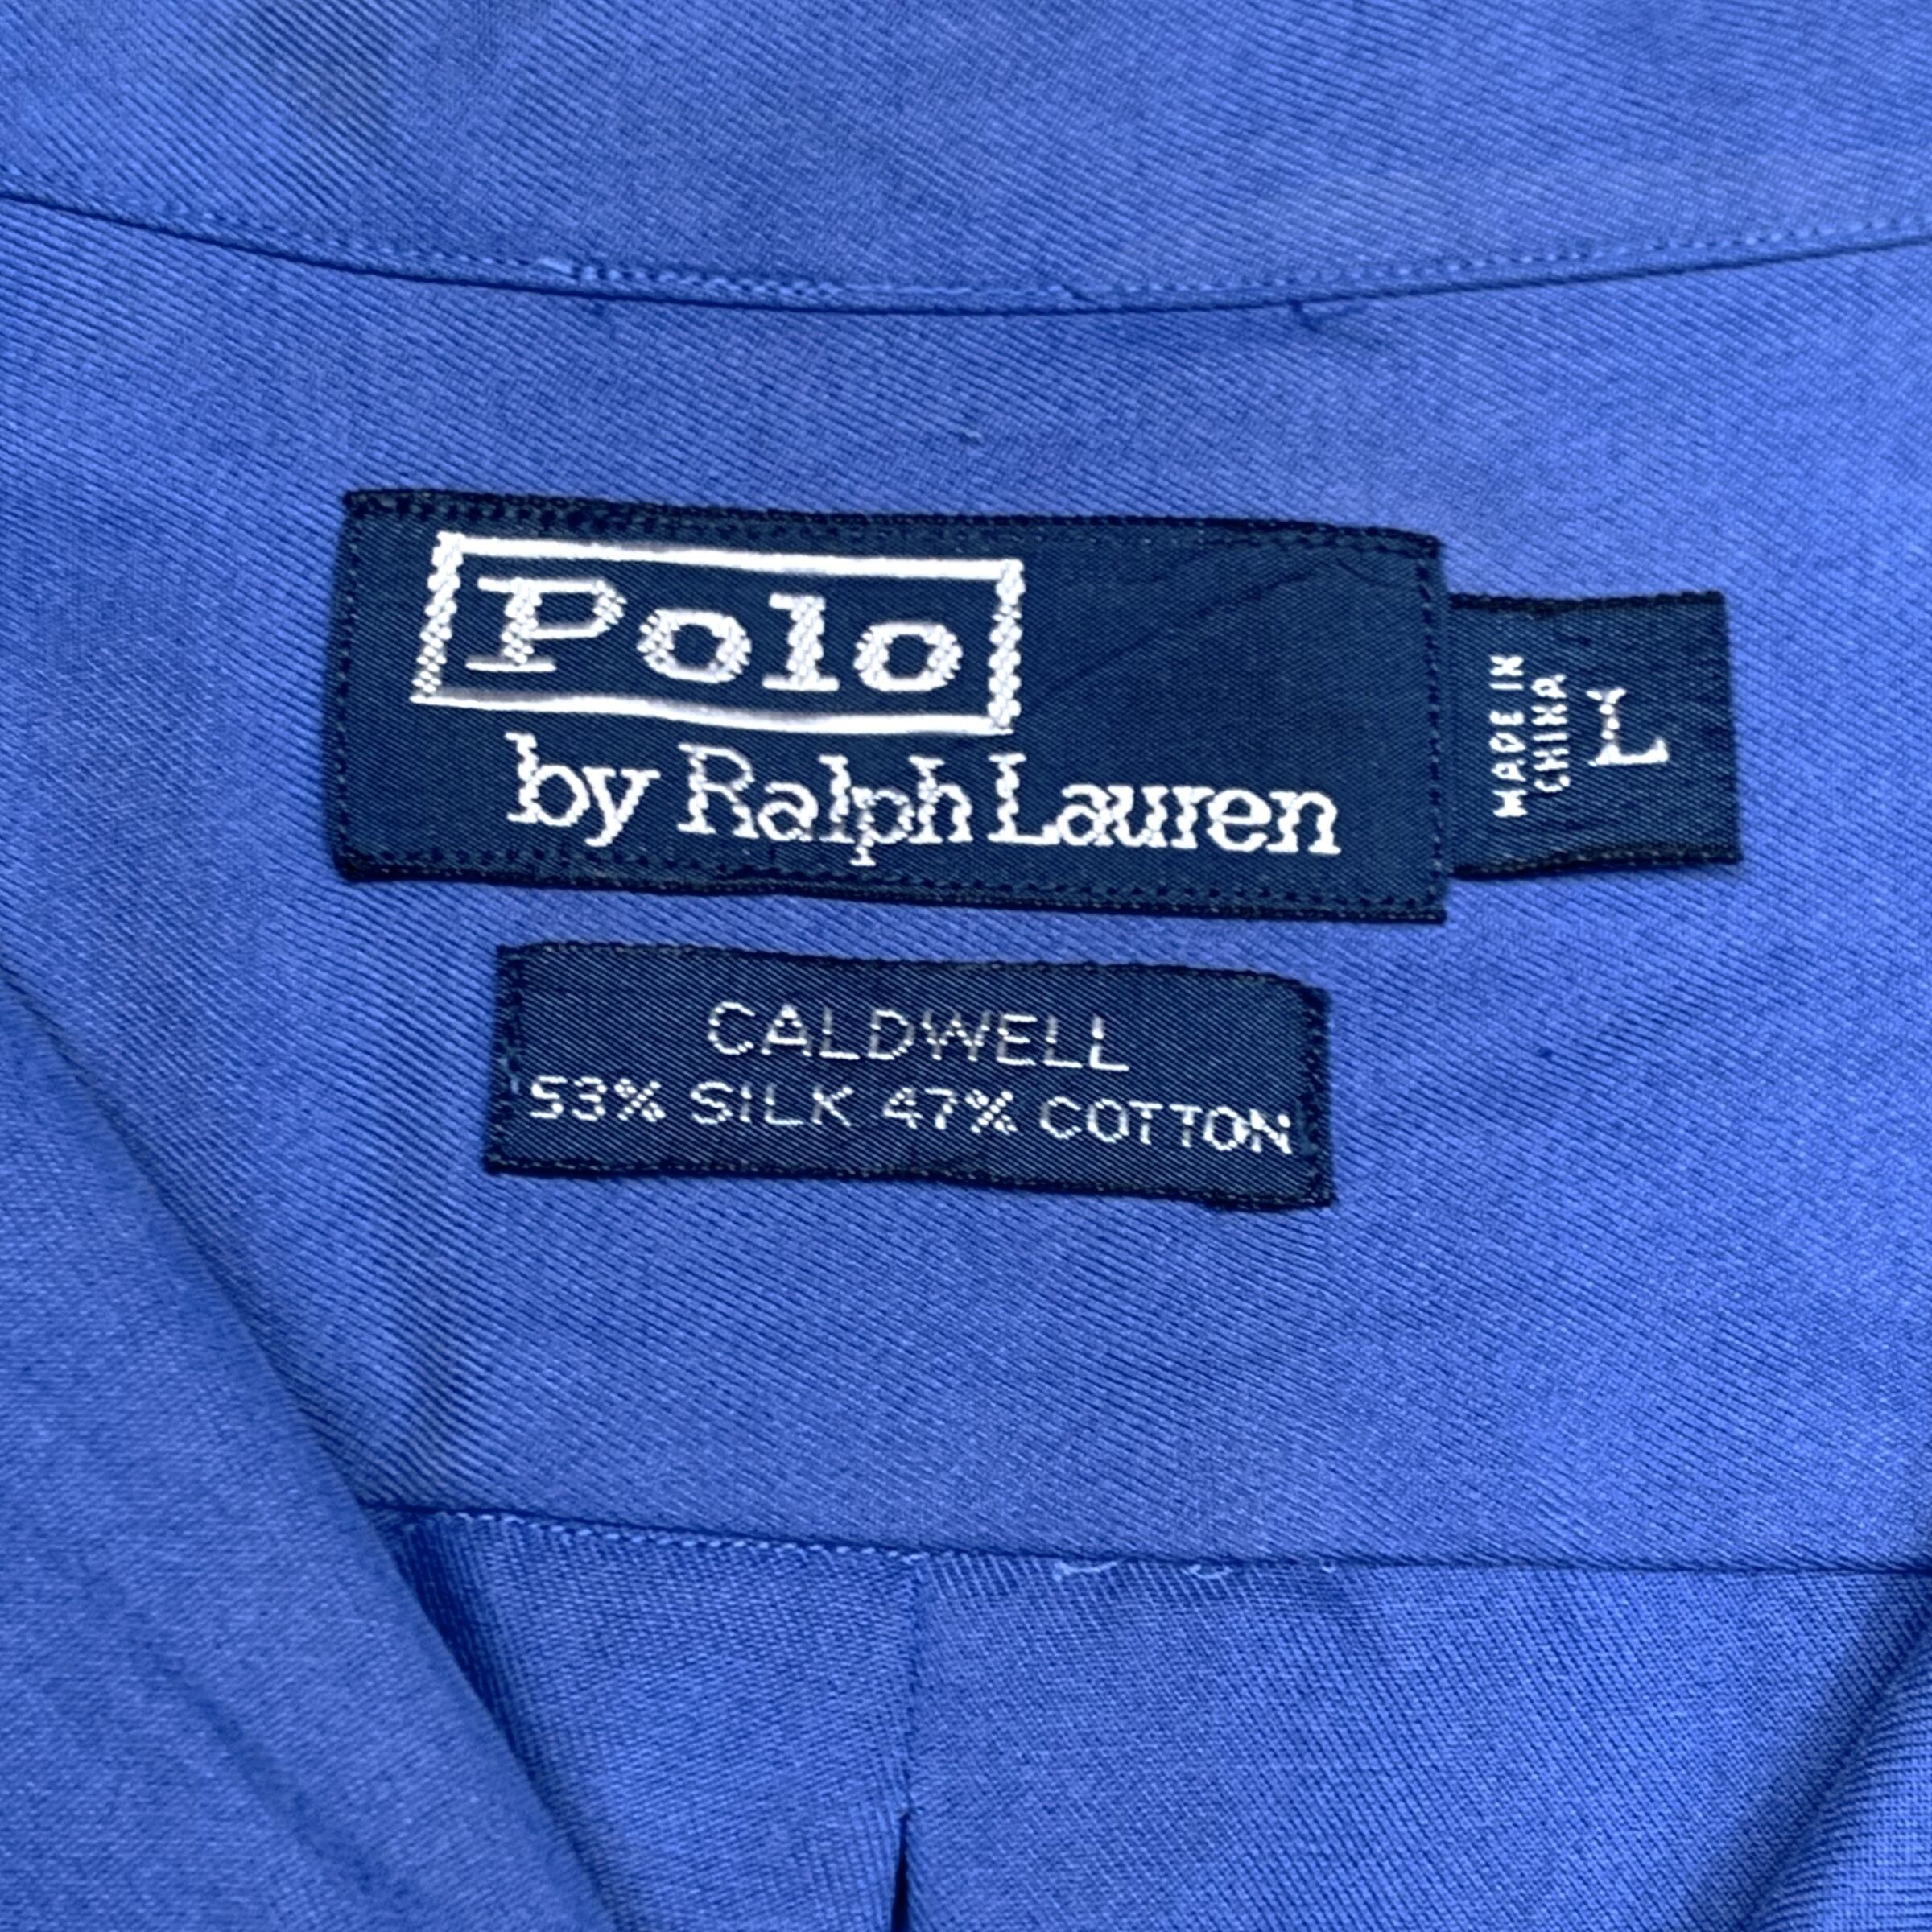 Polo
by Ralph Lauren
MADE IN
CHINA
L
CALDWELL
53% SILK 47% COTTON